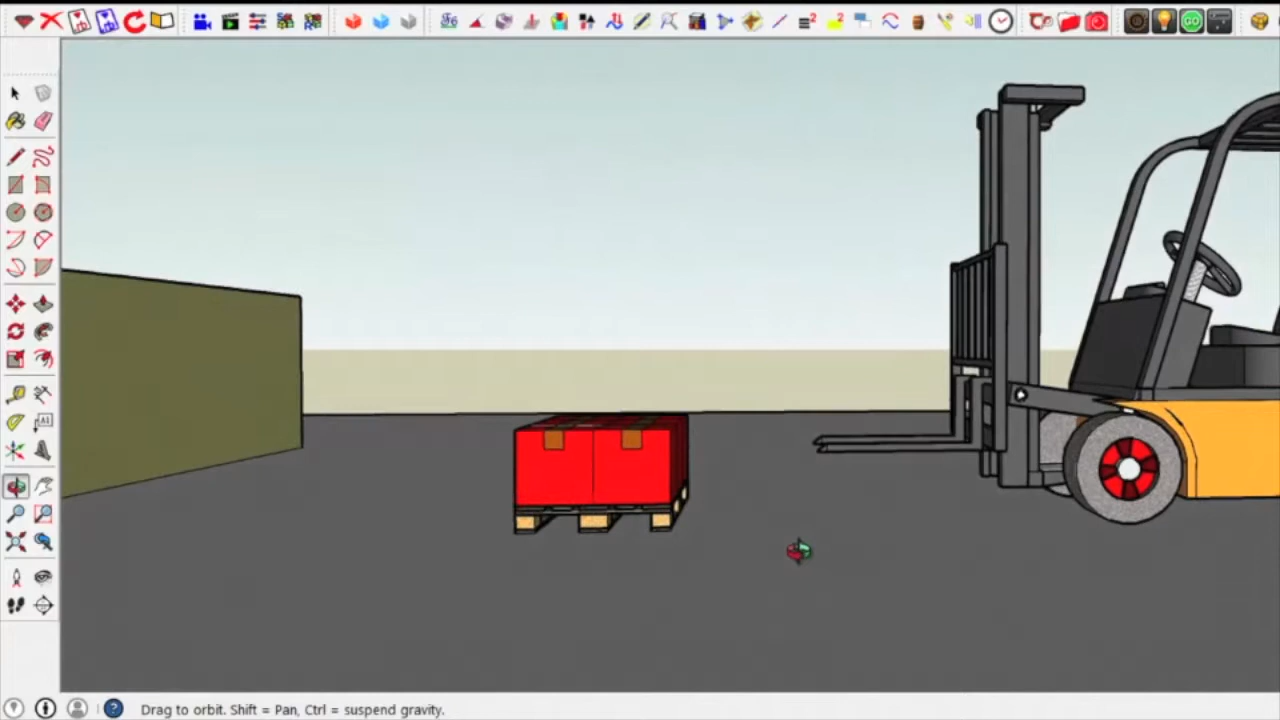 Drag to orbit. Shift = Pan, Ctrl = suspend gravity.